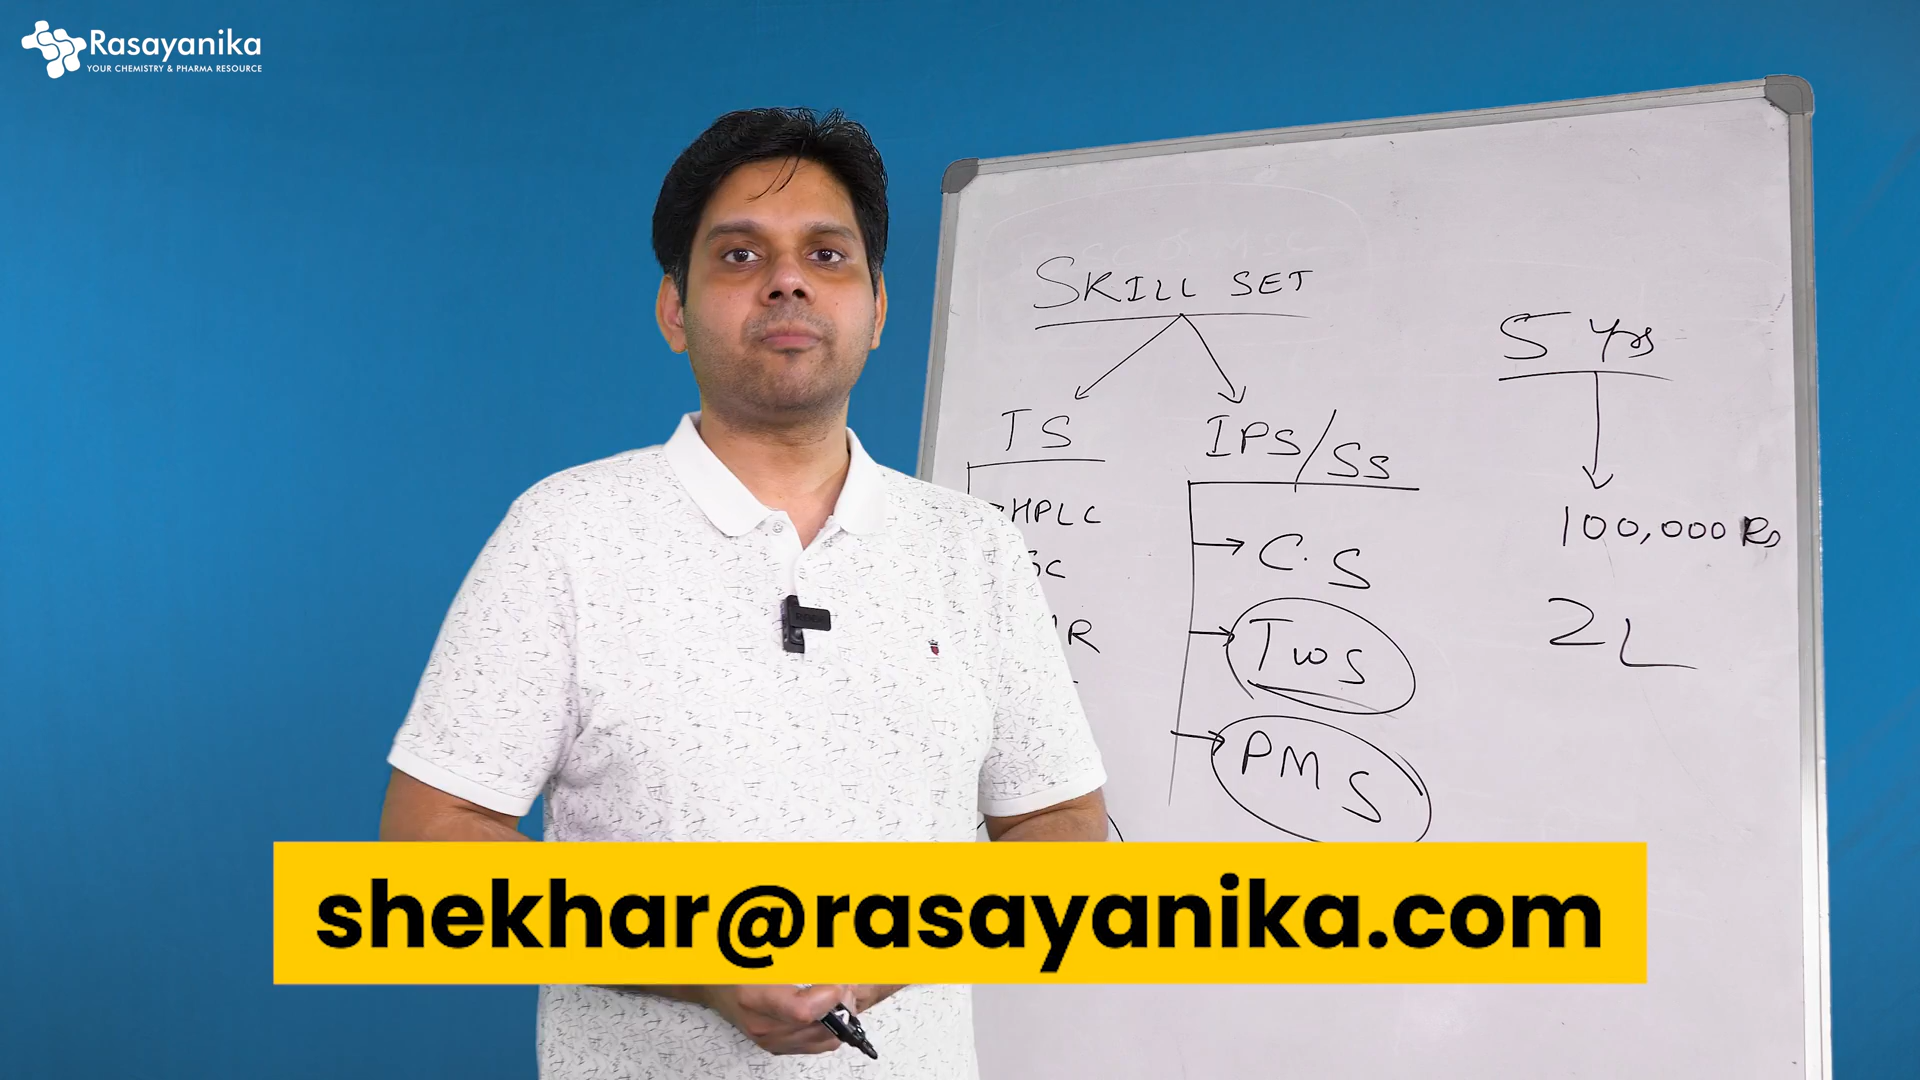 Rasayanika
YOUR CHEMISTRY & PHARMA RESOURCE
SKILL SET
TS
HPLC
IPS/SS
C.S
TWS
PMS
5 yrs
100,000 Rs
2L
shekhar@rasayanika.com